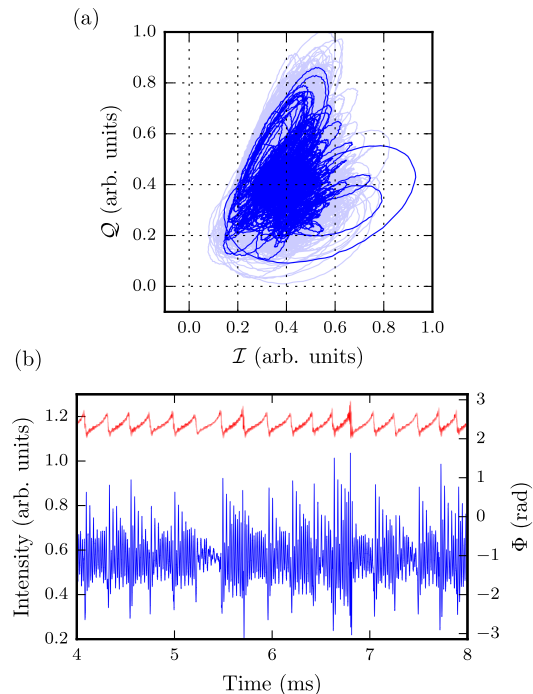 (a)
1.0
0.8
0.6
0.4
0.2
0.0
Q (arb. units)
0.0 0.2 0.4 0.6 0.8 1.0
I (arb. units)
(b)
1.2
1.0
0.8
0.6
0.4
0.2
Intensity (arb. units)
3
2
1
0
−1
−2
−3
Φ (rad)
4 5 6 7 8
Time (ms)